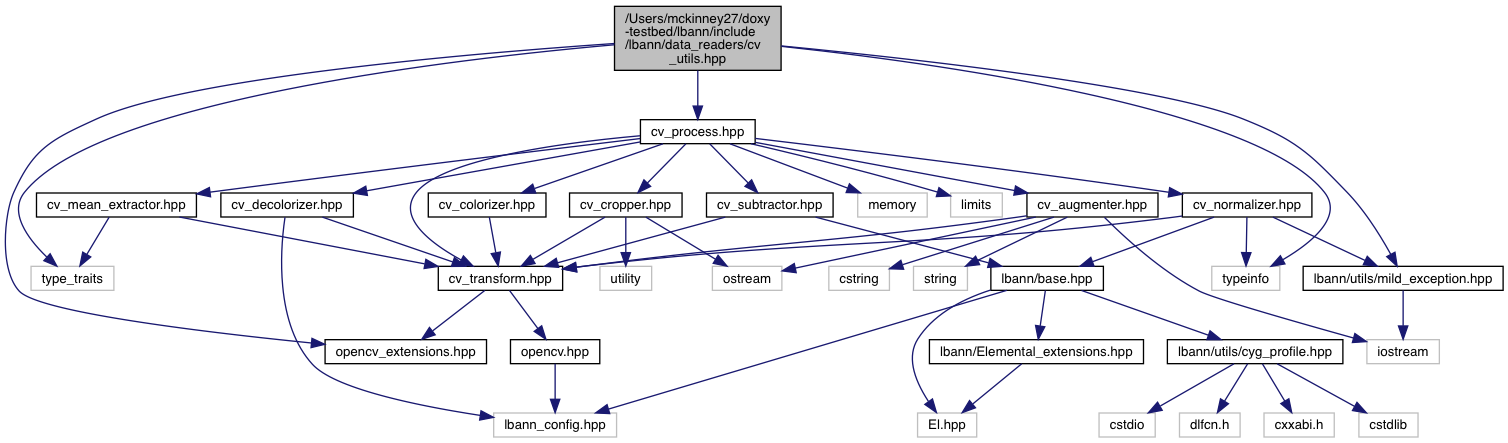 /Users/mckinney27/doxy
-testbed/lbann/include
/lbann/data_readers/cv
_utils.hpp
cv_process.hpp
cv_mean_extractor.hpp
cv_decolorizer.hpp
cv_colorizer.hpp
cv_cropper.hpp
cv_subtractor.hpp
memory
limits
cv_augmenter.hpp
cv_normalizer.hpp
type_traits
cv_transform.hpp
utility
ostream
cstring
string
lbann/base.hpp
typeinfo
lbann/utils/mild_exception.hpp
opencv_extensions.hpp
opencv.hpp
lbann/Elemental_extensions.hpp
lbann/utils/cyg_profile.hpp
iostream
lbann_config.hpp
El.hpp
cstdio
dlfcn.h
cxxabi.h
cstdlib